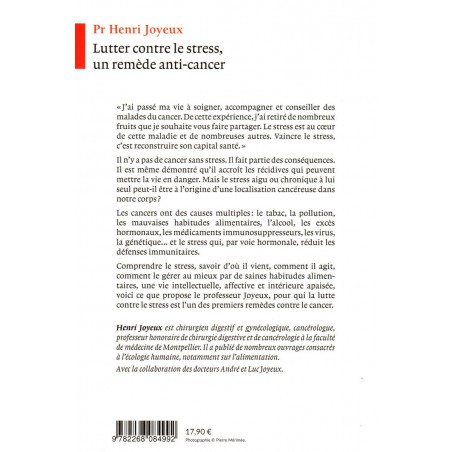 Pr Henri Joyeux
Lutter contre le stress,
un remède anti-cancer
« J'ai passé ma vie à soigner, accompagner et conseiller des
malades du cancer. De cette expérience, j'ai retiré de nombreux
fruits que je souhaite vous faire partager. Le stress est au cœur
de cette maladie et de nombreuses autres. Vaincre le stress,
c'est reconstruire son capital santé. »
Il n'y a pas de cancer sans stress. Il fait partie des conséquences.
Il est même démontré qu'il accroît les récidives qui peuvent
mettre la vie en danger. Mais le stress aigu ou chronique à lui
seul peut-il être à l'origine d'une localisation cancéreuse dans
notre corps ?
Les cancers ont des causes multiples : le tabac, la pollution,
les mauvaises habitudes alimentaires, l'alcool, les excès
hormonaux, les médicaments immunosuppresseurs, les virus,
la génétique... et le stress qui, par voie hormonale, réduit les
défenses immunitaires.
Comprendre le stress, savoir d'où il vient, comment il agit,
comment le gérer au mieux par de saines habitudes alimen-
taires, une vie intellectuelle, affective et intérieure apaisée,
voici ce que propose le professeur Joyeux, pour qui la lutte
contre le stress est l'un des premiers remèdes contre le cancer.
Henri Joyeux est chirurgien digestif et gynécologique, cancérologue,
professeur honoraire de chirurgie digestive et de cancérologie à la faculté
de médecine de Montpellier. Il a publié de nombreux ouvrages consacrés
à l'écologie humaine, notamment sur l'alimentation.
Avec la collaboration des docteurs André et Luc Joyeux.
17,90 €
Photographie © Pierre Mérimée
9 782268 084992